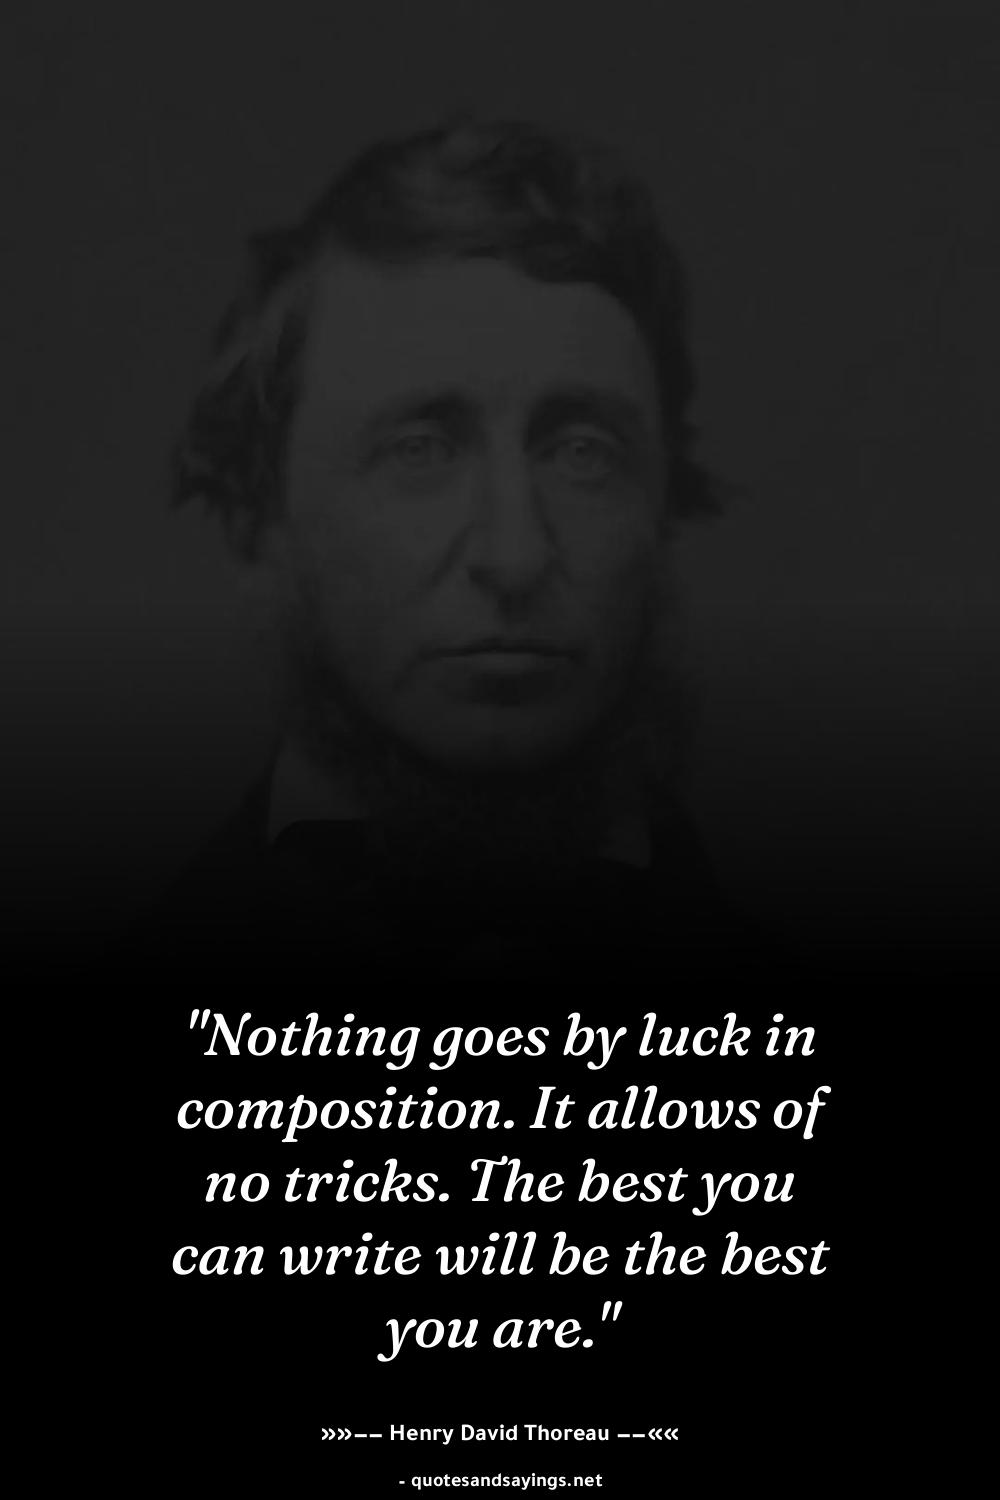 "Nothing goes by luck in
composition. It allows of
no tricks. The best you
can write will be the best
you are."
»»−− Henry David Thoreau −−««
- quotesandsayings.net